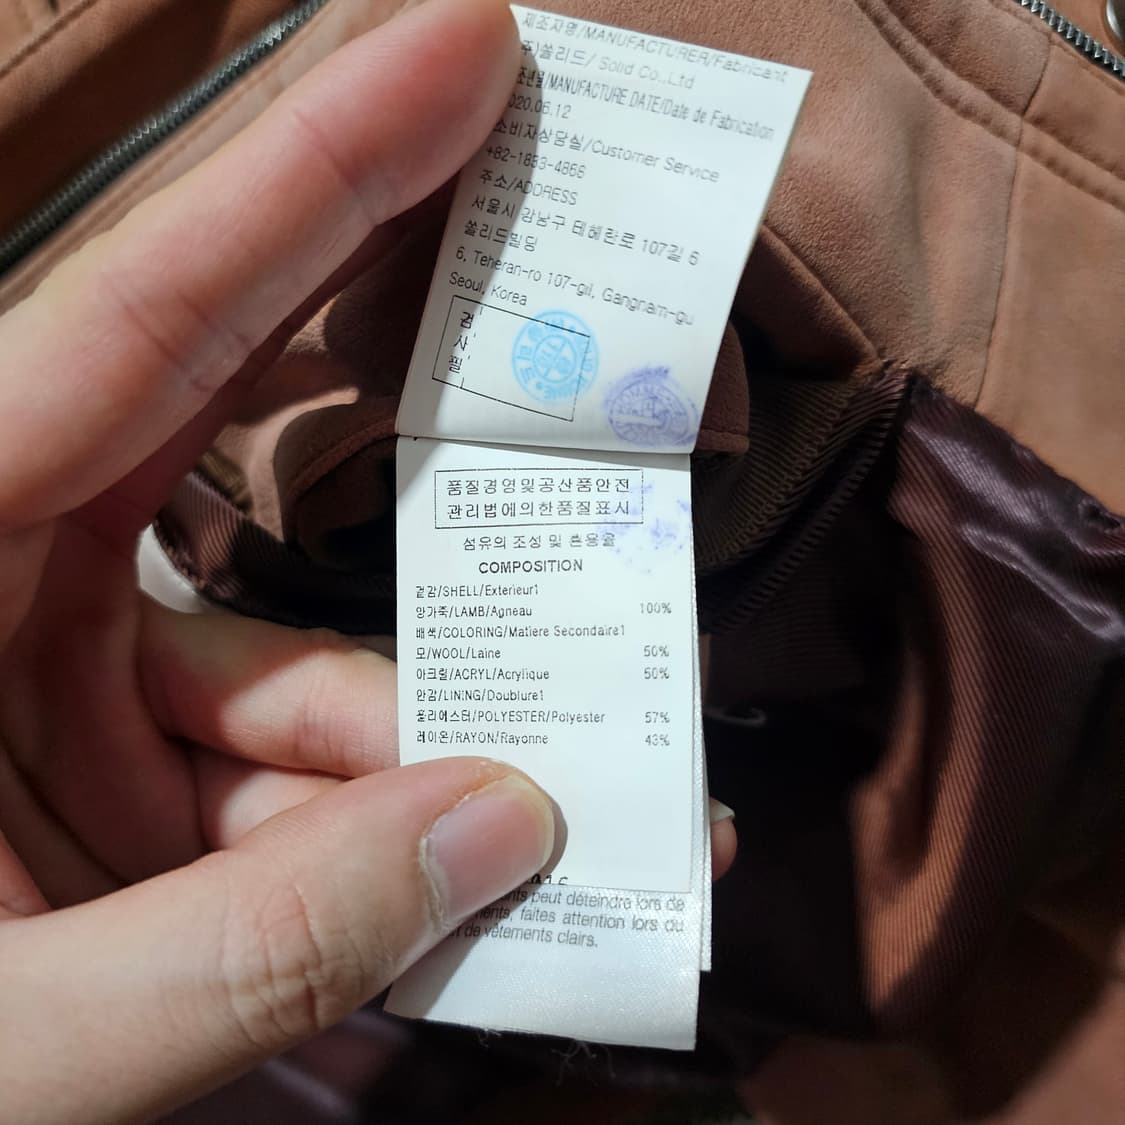 제조자명/MANUFACTURER/Fabricant
주)쏠리드/ Solid Co.,Ltd
조년월/MANUFACTURE DATE/Date de Fabrication
020.06.12
소비자상담실/Customer Service
+82-1833-4856
주소/ADDRESS
서울시 강남구 테헤란로 107길 6
쏠리드빌딩
6, Teheran-ro 107-gil, Gangnam-gu
Seoul, Korea
검
사
필
품질경영및공산품안전
관리법에의한품질표시
섬유의 조성 및 혼용율
COMPOSITION
겉감/SHELL/Exterieur1
양가죽/LAMB/Agneau 100%
배색/COLORING/Matiere Secondaire1
모/WOOL/Laine 50%
아크릴/ACRYL/Acrylique 50%
안감/LINING/Doublure1
폴리에스터/POLYESTER/Polyester 57%
레이온/RAYON/Rayonne 43%
peut déteindre lors de
faites attention lors du
de vêtements clairs.